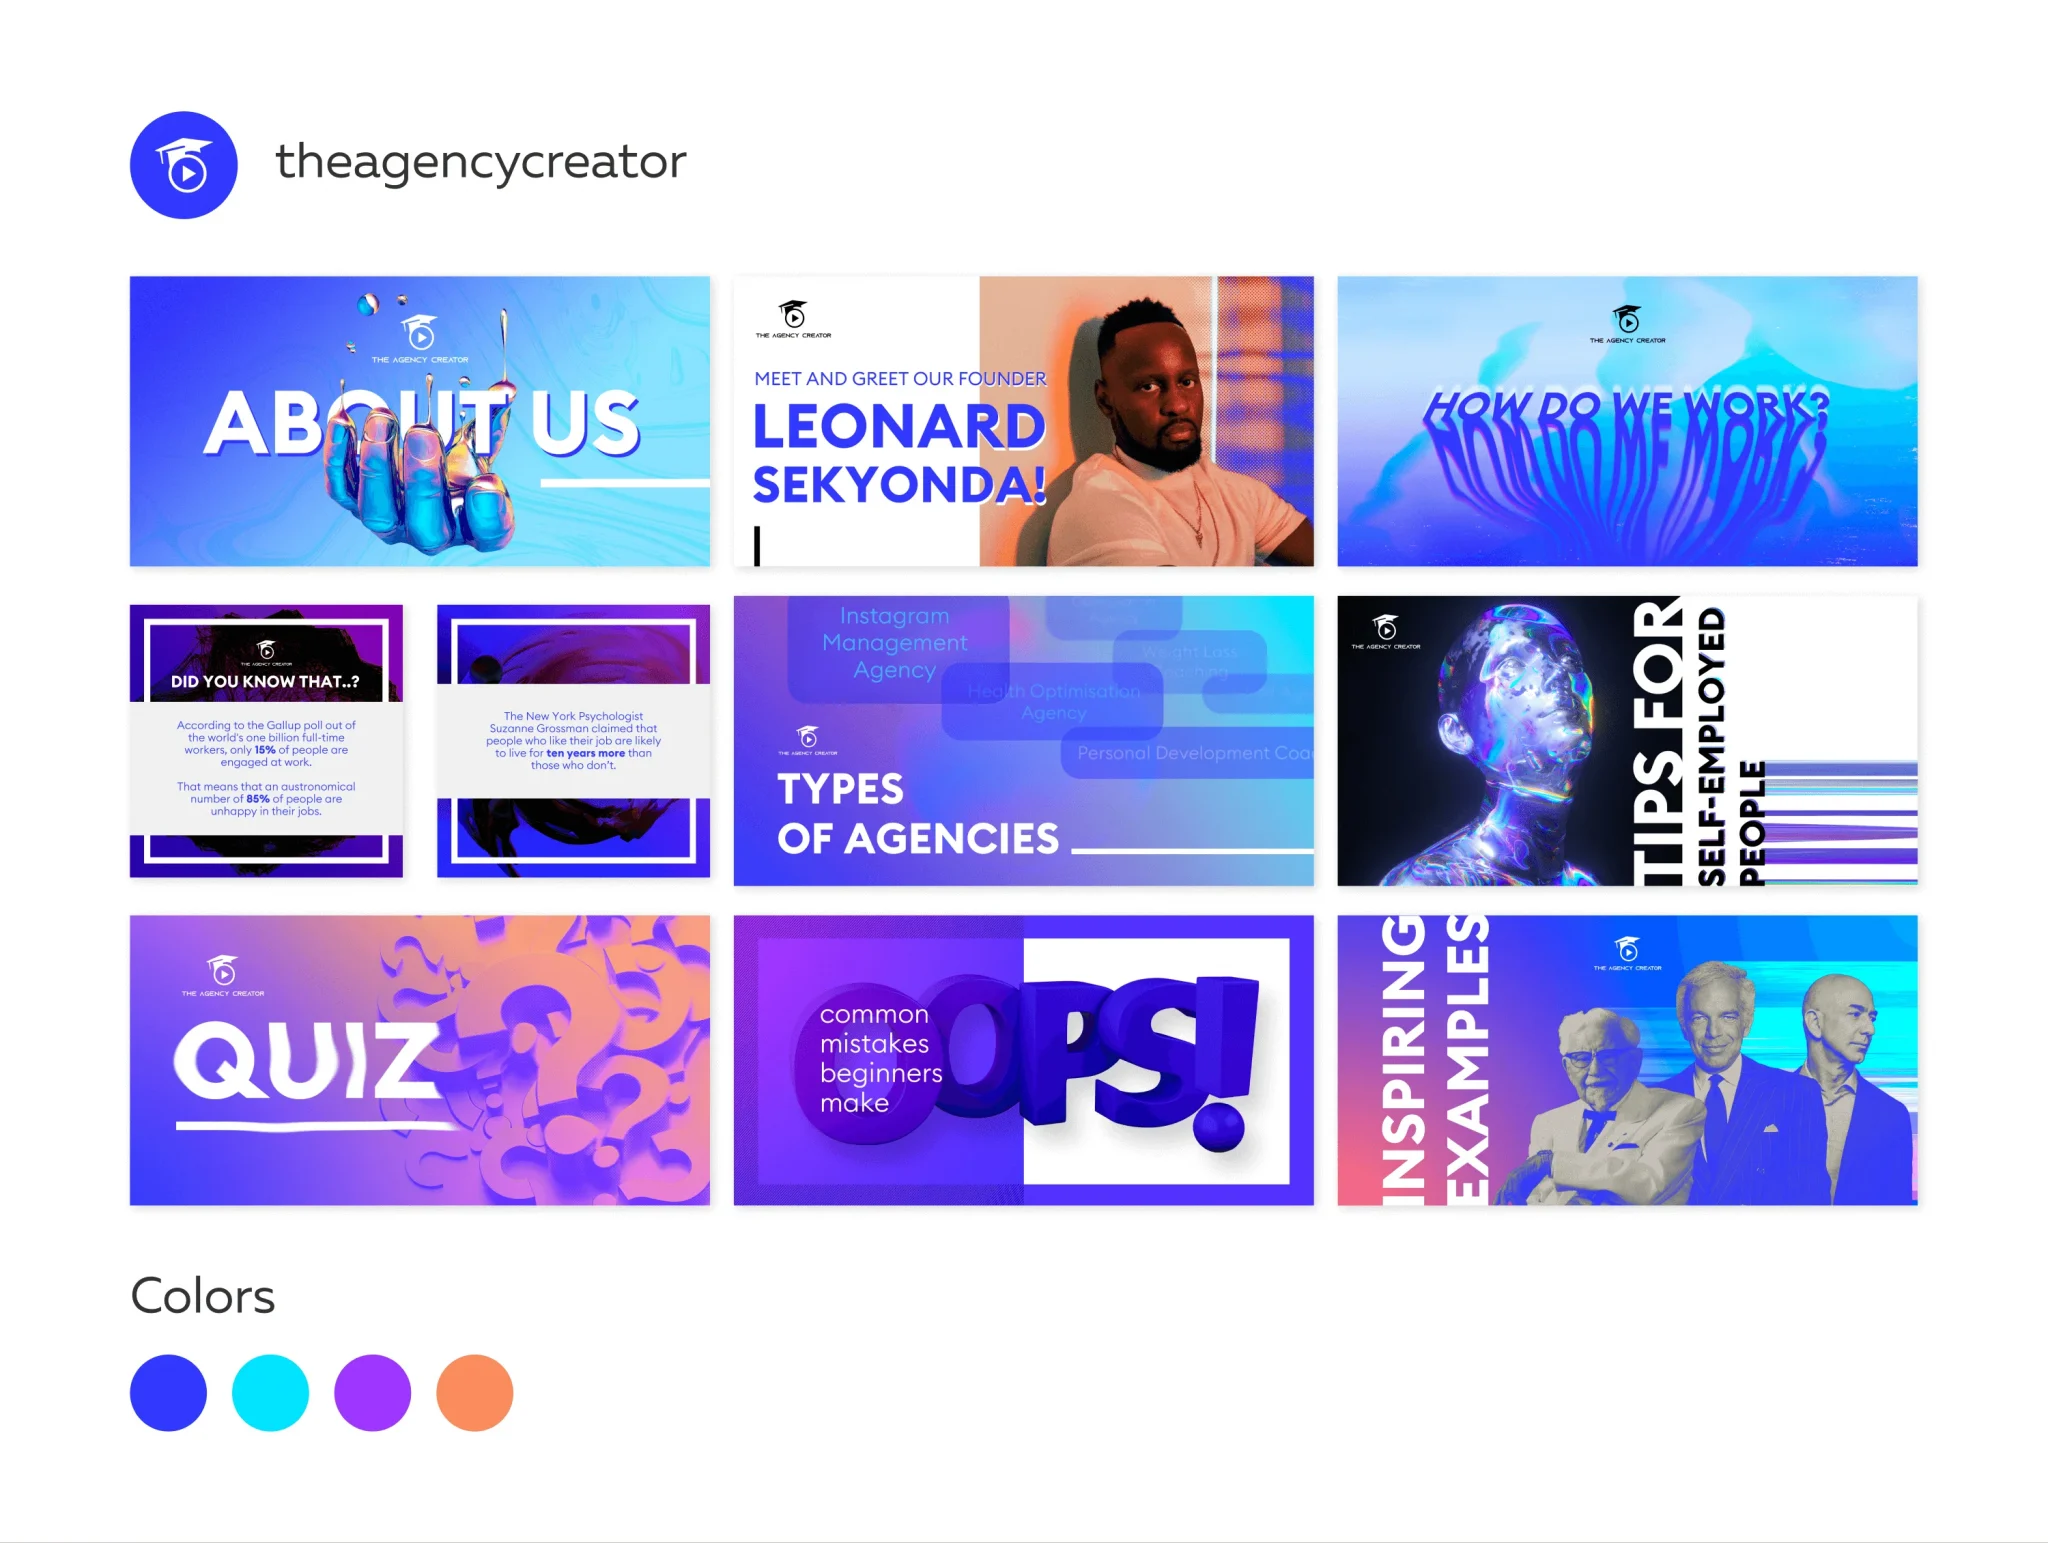 theagencycreator
THE AGENCY CREATOR
ABOUT US
THE AGENCY CREATOR
MEET AND GREET OUR FOUNDER
LEONARD
SEKYONDA!
THE AGENCY CREATOR
HOW DO WE WORK?
THE AGENCY CREATOR
DID YOU KNOW THAT..?
According to the Gallup poll out of
the world's one billion full-time
workers, only 15% of people are
engaged at work.
That means that an austronomical
number of 85% of people are
unhappy in their jobs.
The New York Psychologist
Suzanne Grossman claimed that
people who like their job are likely
to live for ten years more than
those who don't.
Instagram
Management
Agency
Weight Loss
Coaching
Health Optimisation
Agency
Personal Development Coa
THE AGENCY CREATOR
TYPES
OF AGENCIES
THE AGENCY CREATOR
TIPS FOR
SELF-EMPLOYED
PEOPLE
THE AGENCY CREATOR
QUIZ
OOPS!
common
mistakes
beginners
make
INSPIRING
EXAMPLES
THE AGENCY CREATOR
Colors